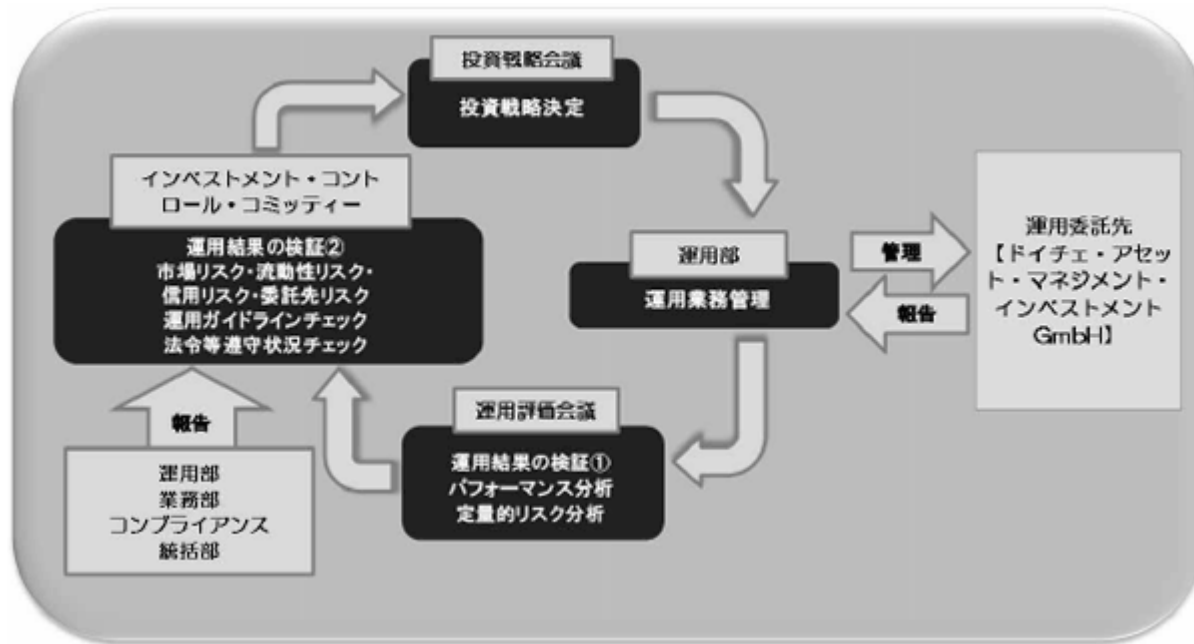 投資戦略会議
投資戦略決定
インベストメント・コント
ロール・コミッティー
運用結果の検証②
市場リスク・流動性リスク・
信用リスク・委託先リスク
運用ガイドラインチェック
法令等遵守状況チェック
運用部
運用業務管理
管理
報告
運用委託先
【ドイチェ・アセッ
ト・マネジメント・
インベストメント
GmbH】
運用評価会議
運用結果の検証①
パフォーマンス分析
定量的リスク分析
報告
運用部
業務部
コンプライアンス
統括部